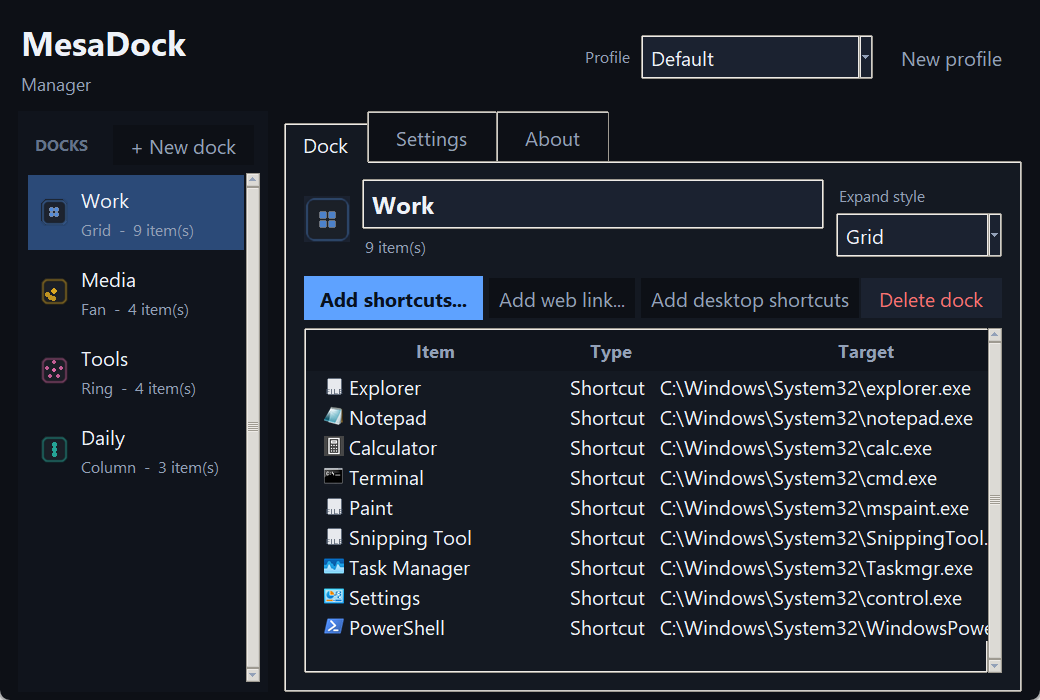 MesaDock
Manager
Profile
Default
New profile
DOCKS
+ New dock
Work
Grid - 9 item(s)
Media
Fan - 4 item(s)
Tools
Ring - 4 item(s)
Daily
Column - 3 item(s)
Dock
Settings
About
Work
9 item(s)
Expand style
Grid
Add shortcuts...
Add web link...
Add desktop shortcuts
Delete dock
Item Type Target
Explorer Shortcut C:\Windows\System32\explorer.exe
Notepad Shortcut C:\Windows\System32\notepad.exe
Calculator Shortcut C:\Windows\System32\calc.exe
Terminal Shortcut C:\Windows\System32\cmd.exe
Paint Shortcut C:\Windows\System32\mspaint.exe
Snipping Tool Shortcut C:\Windows\System32\SnippingTool.
Task Manager Shortcut C:\Windows\System32\Taskmgr.exe
Settings Shortcut C:\Windows\System32\control.exe
PowerShell Shortcut C:\Windows\System32\WindowsPowe